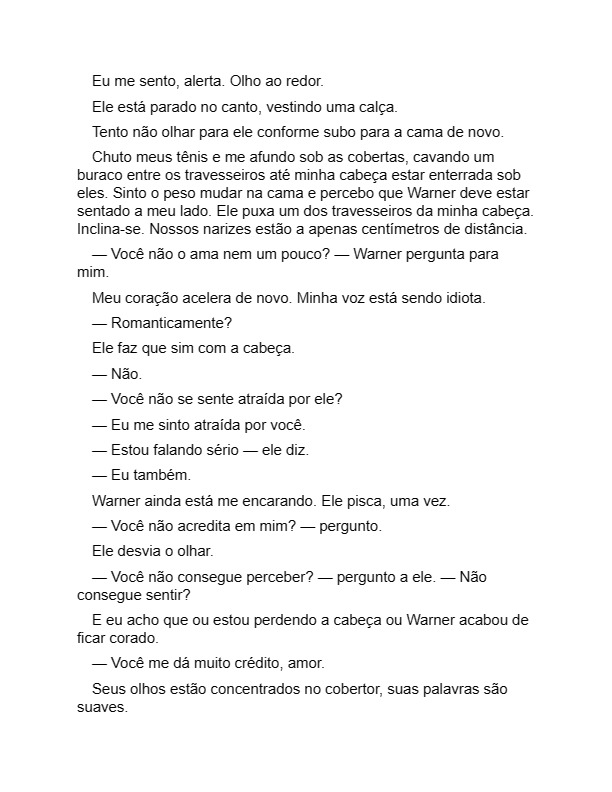 Eu me sento, alerta. Olho ao redor.
Ele está parado no canto, vestindo uma calça.
Tento não olhar para ele conforme subo para a cama de novo.
Chuto meus tênis e me afundo sob as cobertas, cavando um
buraco entre os travesseiros até minha cabeça estar enterrada sob
eles. Sinto o peso mudar na cama e percebo que Warner deve estar
sentado a meu lado. Ele puxa um dos travesseiros da minha cabeça.
Inclina-se. Nossos narizes estão a apenas centímetros de distância.
— Você não o ama nem um pouco? — Warner pergunta para
mim.
Meu coração acelera de novo. Minha voz está sendo idiota.
— Romanticamente?
Ele faz que sim com a cabeça.
— Não.
— Você não se sente atraída por ele?
— Eu me sinto atraída por você.
— Estou falando sério — ele diz.
— Eu também.
Warner ainda está me encarando. Ele pisca, uma vez.
— Você não acredita em mim? — pergunto.
Ele desvia o olhar.
— Você não consegue perceber? — pergunto a ele. — Não
consegue sentir?
E eu acho que ou estou perdendo a cabeça ou Warner acabou de
ficar corado.
— Você me dá muito crédito, amor.
Seus olhos estão concentrados no cobertor, suas palavras são
suaves.